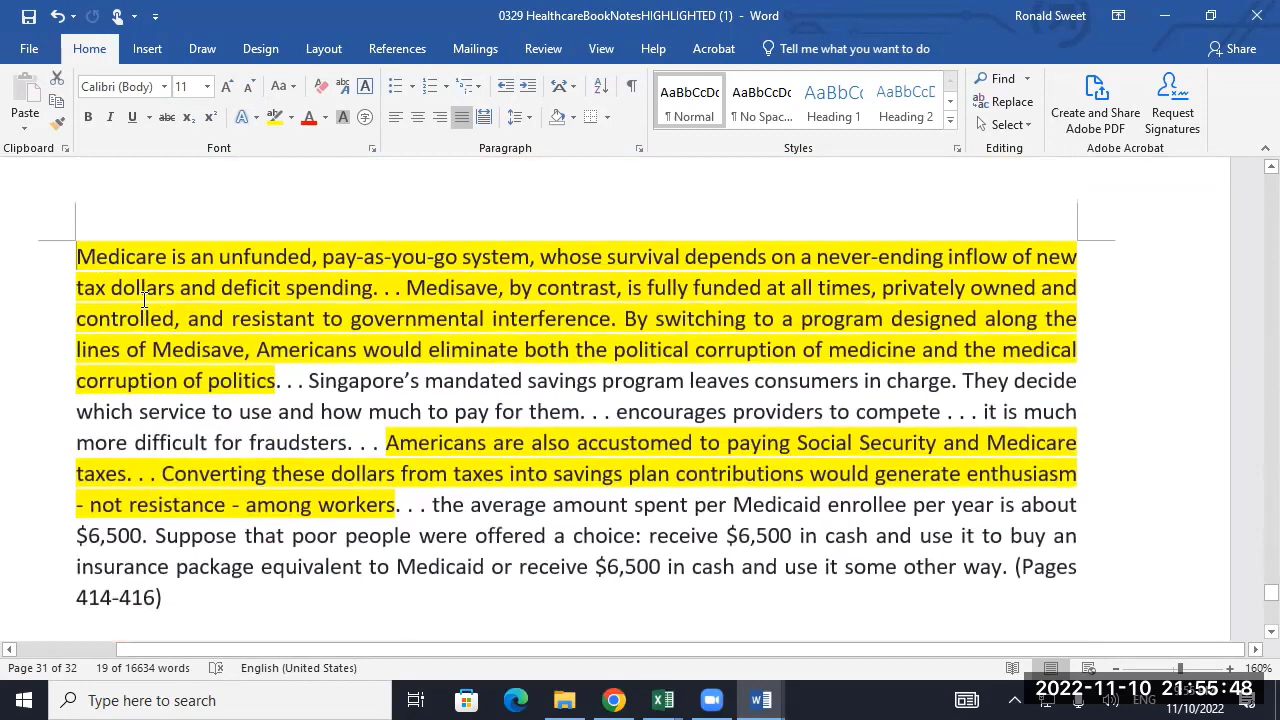 0329 HealthcareBookNotesHIGHLIGHTED (1) - Word
Ronald Sweet
File Home Insert Draw Design Layout References Mailings Review View Help Acrobat Tell me what you want to do Share
Paste
Calibri (Body) 11
Find
Replace
Select
AaBbCcDc AaBbCcDc AaBbCc AaBbCcE
¶ Normal ¶ No Spac... Heading 1 Heading 2
Create and Share Adobe PDF
Request Signatures
Clipboard Font Paragraph Styles Editing Adobe Acrobat
Medicare is an unfunded, pay-as-you-go system, whose survival depends on a never-ending inflow of new
tax dollars and deficit spending. . . Medisave, by contrast, is fully funded at all times, privately owned and
controlled, and resistant to governmental interference. By switching to a program designed along the
lines of Medisave, Americans would eliminate both the political corruption of medicine and the medical
corruption of politics. . . Singapore’s mandated savings program leaves consumers in charge. They decide
which service to use and how much to pay for them. . . encourages providers to compete . . . it is much
more difficult for fraudsters. . . Americans are also accustomed to paying Social Security and Medicare
taxes. . . Converting these dollars from taxes into savings plan contributions would generate enthusiasm
- not resistance - among workers. . . the average amount spent per Medicaid enrollee per year is about
$6,500. Suppose that poor people were offered a choice: receive $6,500 in cash and use it to buy an
insurance package equivalent to Medicaid or receive $6,500 in cash and use it some other way. (Pages
414-416)
Page 31 of 32 19 of 16634 words English (United States) 160%
Type here to search
2022-11-10 21:55:48
ENG
11/10/2022